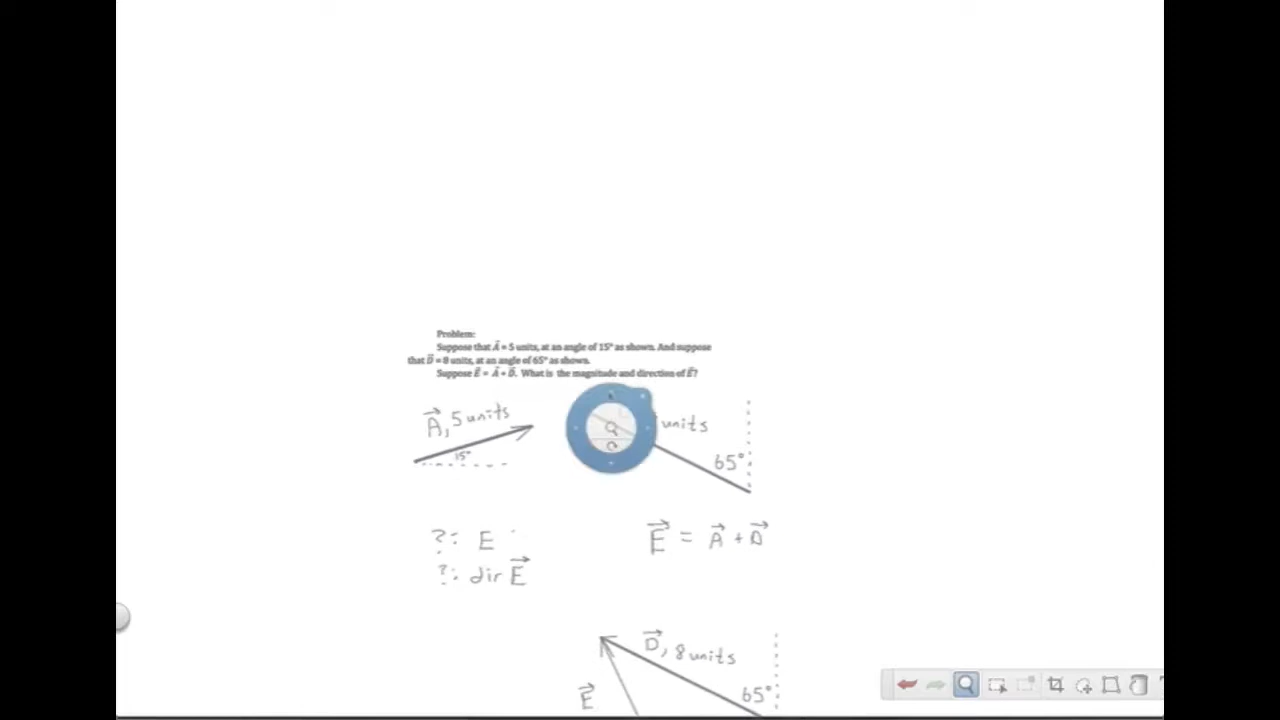 Problem:
Suppose that A⃗ = 5 units, at an angle of 15° as shown. And suppose
that D⃗ = 8 units, at an angle of 65° as shown.
Suppose E⃗ = A⃗ + D⃗. What is the magnitude and direction of E⃗?
A⃗, 5 units
15°
units
65°
?: E
E⃗ = A⃗ + D⃗
?: dir E⃗
D⃗, 8 units
E⃗
65°